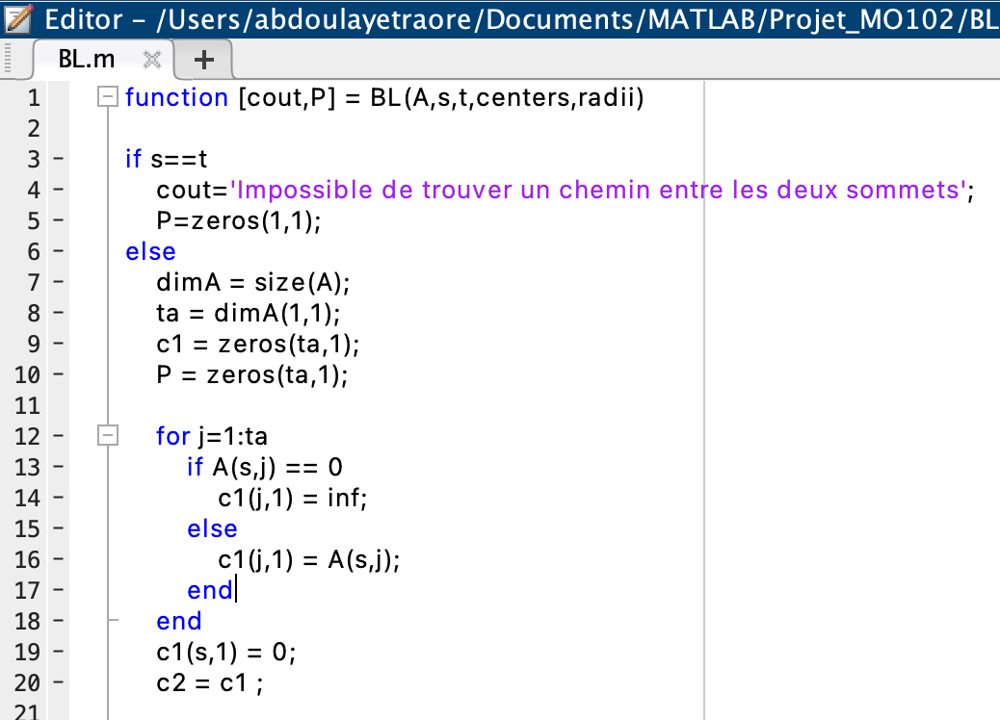 Editor – /Users/abdoulayetraore/Documents/MATLAB/Projet_MO102/BL
BL.m
1 function [cout,P] = BL(A,s,t,centers,radii)
2
3 if s==t
4 cout='Impossible de trouver un chemin entre les deux sommets';
5 P=zeros(1,1);
6 else
7 dimA = size(A);
8 ta = dimA(1,1);
9 c1 = zeros(ta,1);
10 P = zeros(ta,1);
11
12 for j=1:ta
13 if A(s,j) == 0
14 c1(j,1) = inf;
15 else
16 c1(j,1) = A(s,j);
17 end
18 end
19 c1(s,1) = 0;
20 c2 = c1 ;
21